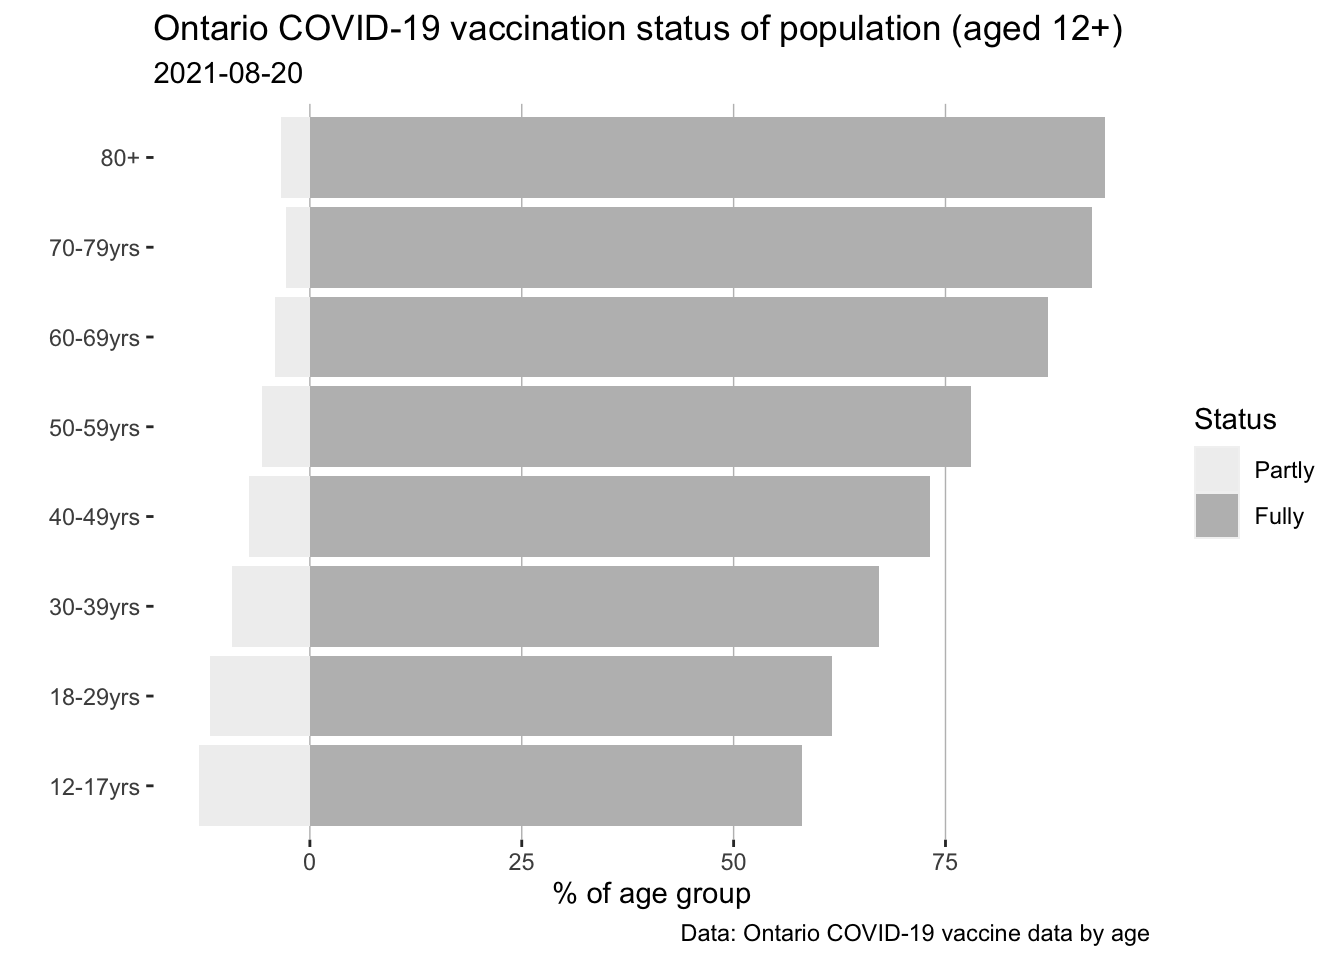 Ontario COVID-19 vaccination status of population (aged 12+)
2021-08-20
80+
70-79yrs
60-69yrs
50-59yrs
40-49yrs
30-39yrs
18-29yrs
12-17yrs
0 25 50 75
% of age group
Status
Partly
Fully
Data: Ontario COVID-19 vaccine data by age